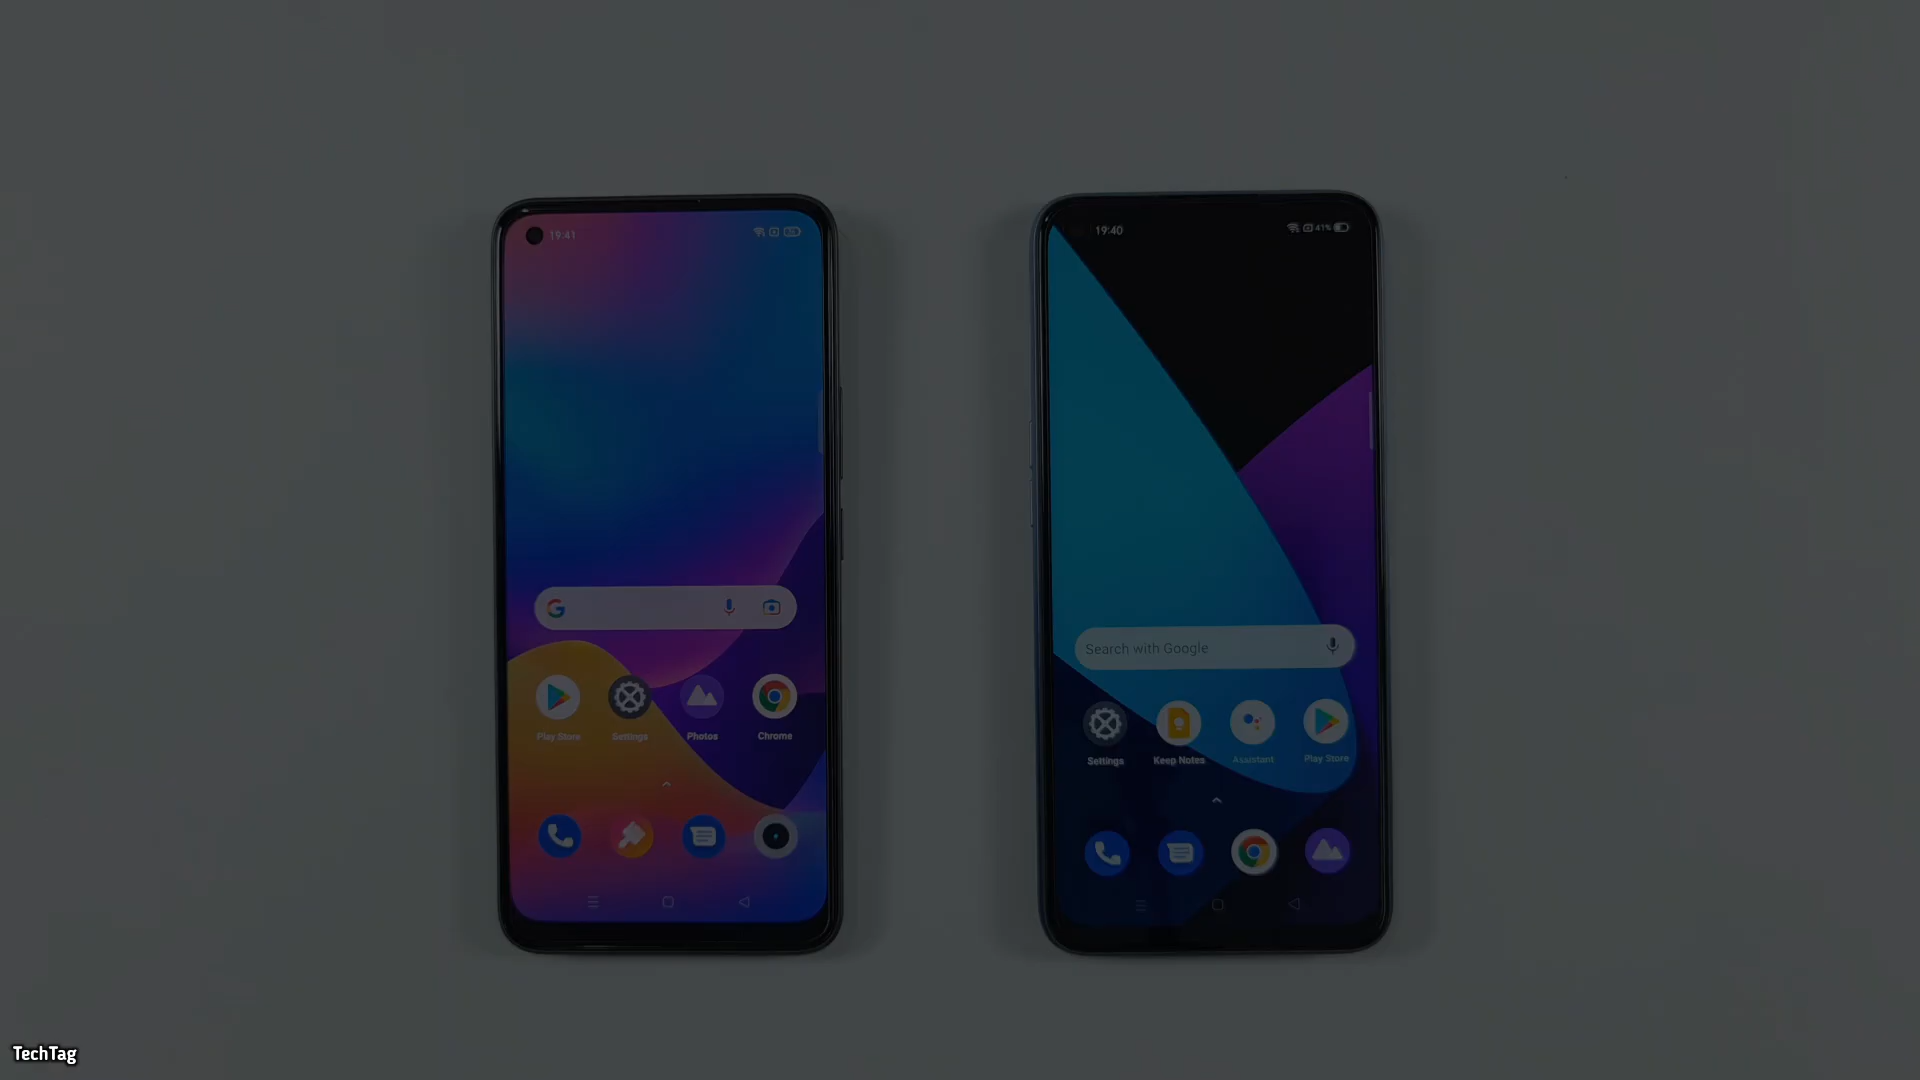 19:41
Play Store Settings Photos Chrome
19:40
41%
Search with Google
Settings Keep Notes Assistant Play Store
TechTag